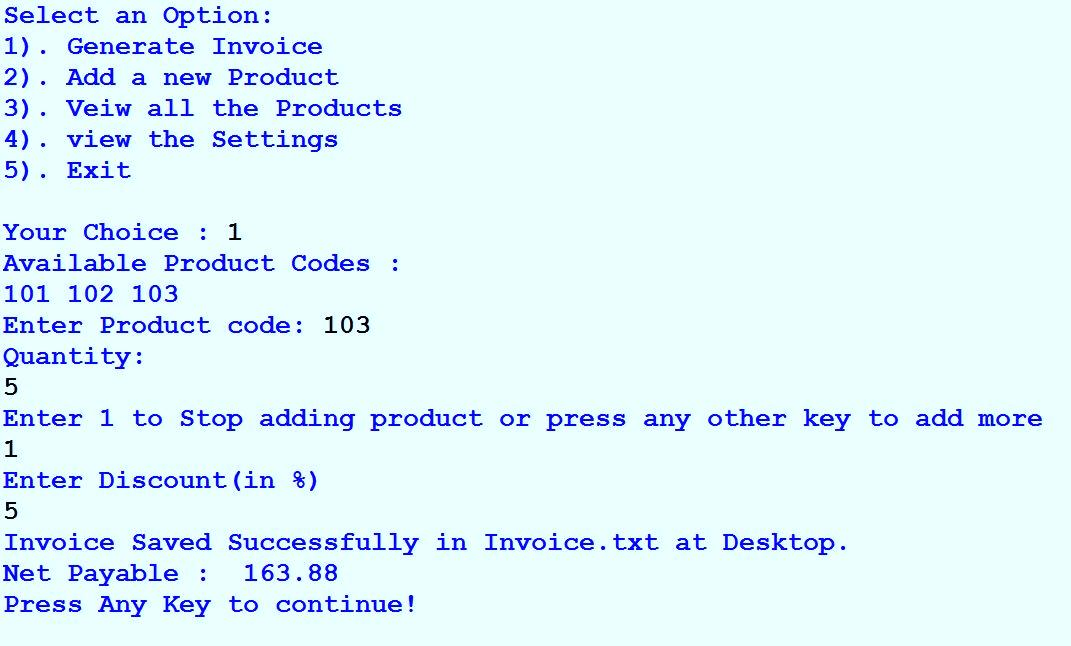 Select an Option:
1). Generate Invoice
2). Add a new Product
3). Veiw all the Products
4). view the Settings
5). Exit
Your Choice : 1
Available Product Codes :
101 102 103
Enter Product code: 103
Quantity:
5
Enter 1 to Stop adding product or press any other key to add more
1
Enter Discount(in %)
5
Invoice Saved Successfully in Invoice.txt at Desktop.
Net Payable :  163.88
Press Any Key to continue!